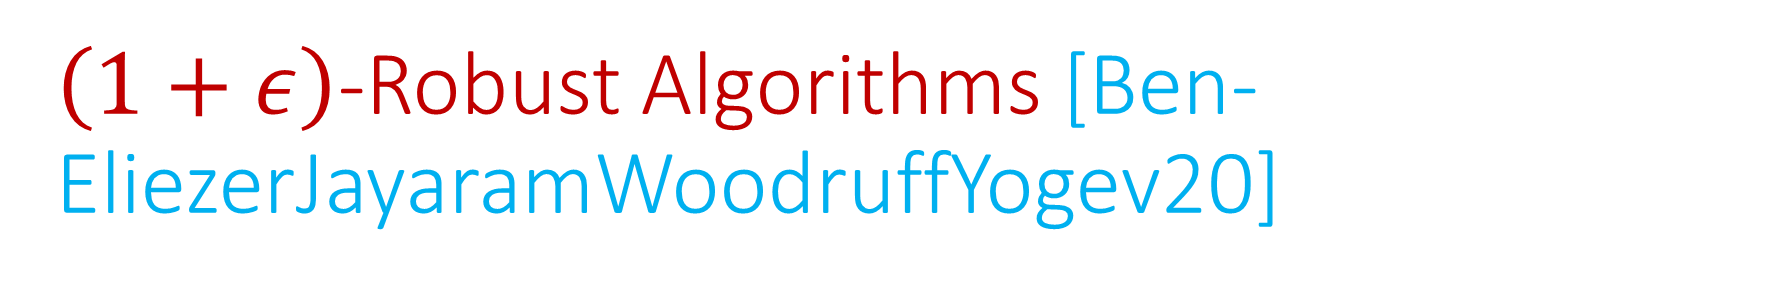 (1 + ϵ)-Robust Algorithms [Ben-
EliezerJayaramWoodruffYogev20]